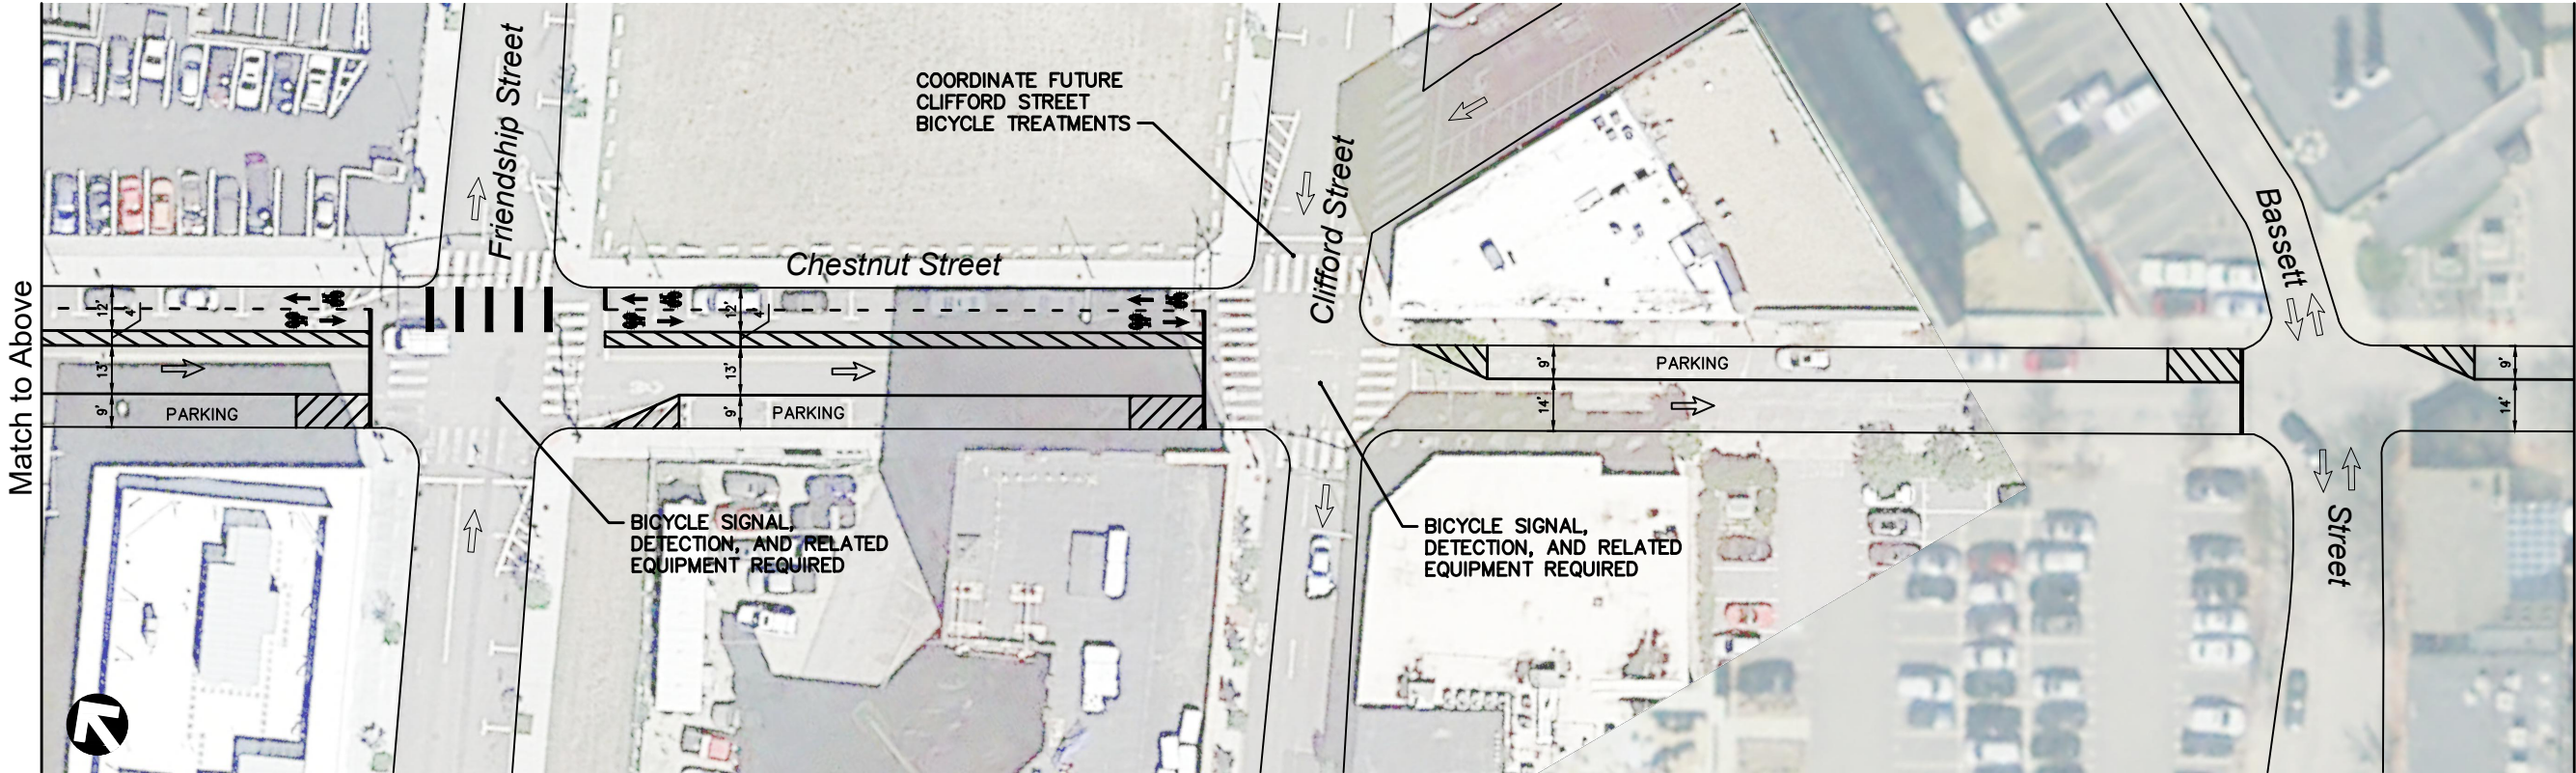 Match to Above
Friendship Street
Chestnut Street
COORDINATE FUTURE
CLIFFORD STREET
BICYCLE TREATMENTS
Clifford Street
Bassett
Street
12'
4'
13'
9'
PARKING
12'
4'
13'
9'
PARKING
9'
PARKING
14'
9'
14'
BICYCLE SIGNAL,
DETECTION, AND RELATED
EQUIPMENT REQUIRED
BICYCLE SIGNAL,
DETECTION, AND RELATED
EQUIPMENT REQUIRED